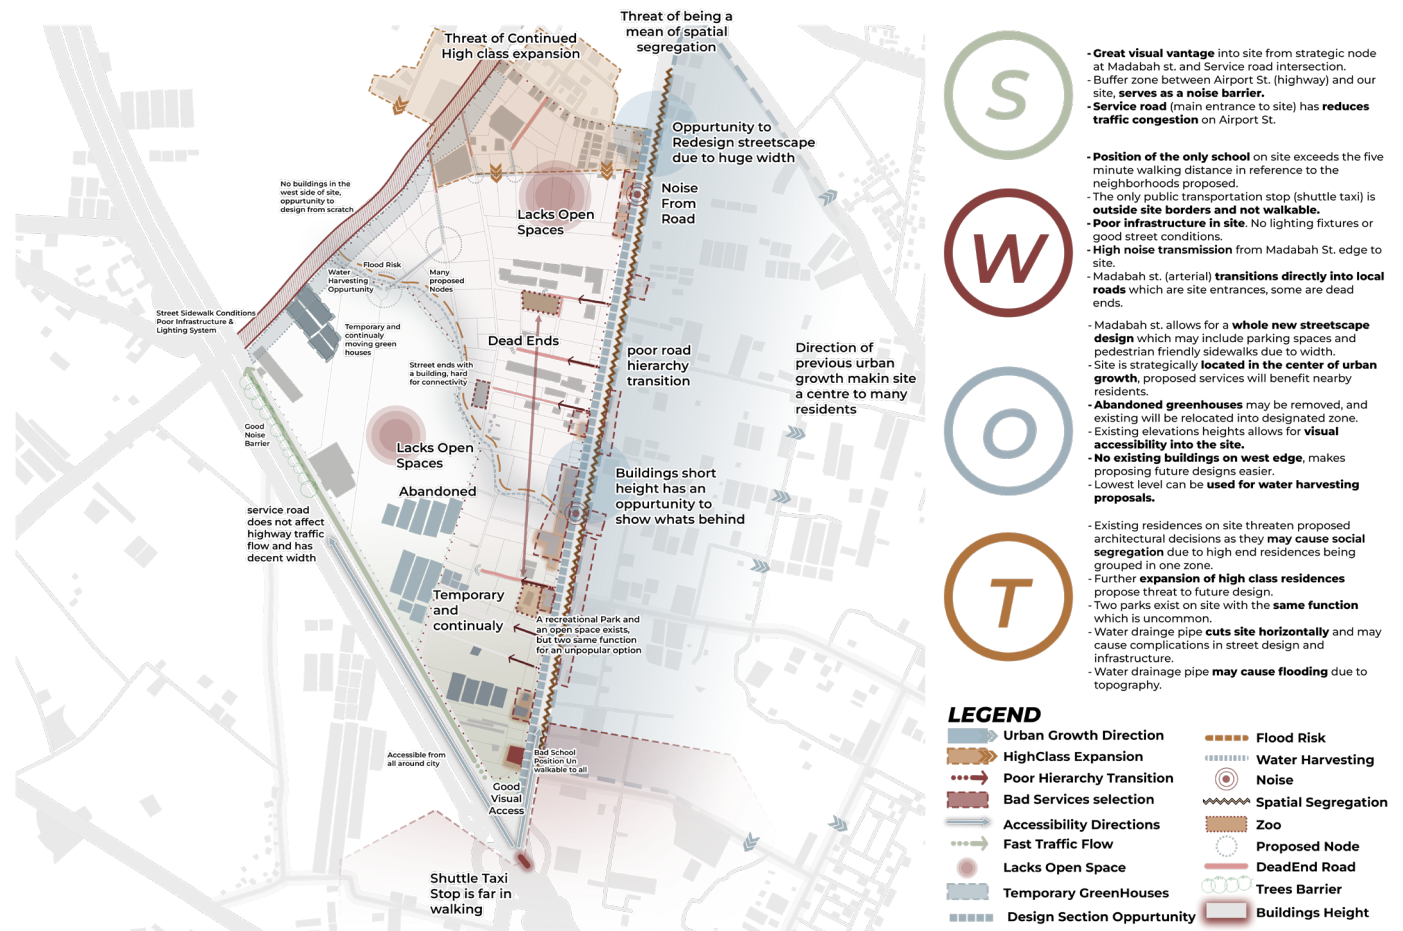 Threat of being a
mean of spatial
segregation
Threat of Continued
High class expansion
Oppurtunity to
Redesign streetscape
due to huge width
No buildings in the
west side of site,
oppurtunity to
design from scratch
Noise
From
Road
Lacks Open
Spaces
Flood Risk
Water
Harvesting
Oppurtunity
Many
proposed
Nodes
Street Sidewalk Conditions
Poor Infrastructure &
Lighting System
Temporary and
continualy
moving green
houses
Dead Ends
poor road
hierarchy
transition
Direction of
previous urban
growth makin site
a centre to many
residents
Strreet ends with
a building, hard
for connectivity
Good
Noise
Barrier
Lacks Open
Spaces
Buildings short
height has an
oppurtunity to
show whats behind
Abandoned
service road
does not affect
highway traffic
flow and has
decent width
Temporary
and
continualy
A recreational Park and
an open space exists,
but two same function
for an unpopular option
Accessible from
all around city
Bad School
Position Un
walkable to all
Good
Visual
Access
Shuttle Taxi
Stop is far in
walking
S
- Great visual vantage into site from strategic node
at Madabah st. and Service road intersection.
- Buffer zone between Airport St. (highway) and our
site, serves as a noise barrier.
- Service road (main entrance to site) has reduces
traffic congestion on Airport St.
W
- Position of the only school on site exceeds the five
minute walking distance in reference to the
neighborhoods proposed.
- The only public transportation stop (shuttle taxi) is
outside site borders and not walkable.
- Poor infrastructure in site. No lighting fixtures or
good street conditions.
- High noise transmission from Madabah St. edge to
site.
- Madabah st. (arterial) transitions directly into local
roads which are site entrances, some are dead
ends.
O
- Madabah st. allows for a whole new streetscape
design which may include parking spaces and
pedestrian friendly sidewalks due to width.
- Site is strategically located in the center of urban
growth, proposed services will benefit nearby
residents.
- Abandoned greenhouses may be removed, and
existing will be relocated into designated zone.
- Existing elevations heights allows for visual
accessibility into the site.
- No existing buildings on west edge, makes
proposing future designs easier.
- Lowest level can be used for water harvesting
proposals.
T
- Existing residences on site threaten proposed
architectural decisions as they may cause social
segregation due to high end residences being
grouped in one zone.
- Further expansion of high class residences
propose threat to future design.
- Two parks exist on site with the same function
which is uncommon.
- Water drainge pipe cuts site horizontally and may
cause complications in street design and
infrastructure.
- Water drainage pipe may cause flooding due to
topography.
LEGEND
Urban Growth Direction
HighClass Expansion
Poor Hierarchy Transition
Bad Services selection
Accessibility Directions
Fast Traffic Flow
Lacks Open Space
Temporary GreenHouses
Design Section Oppurtunity
Flood Risk
Water Harvesting
Noise
Spatial Segregation
Zoo
Proposed Node
DeadEnd Road
Trees Barrier
Buildings Height